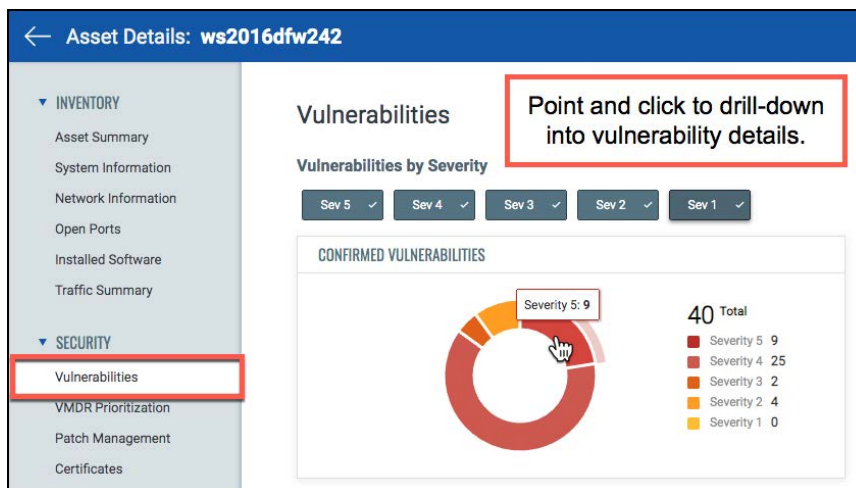 Asset Details: ws2016dfw242
INVENTORY
Asset Summary
System Information
Network Information
Open Ports
Installed Software
Traffic Summary
SECURITY
Vulnerabilities
VMDR Prioritization
Patch Management
Certificates
Vulnerabilities
Point and click to drill-down
into vulnerability details.
Vulnerabilities by Severity
Sev 5
Sev 4
Sev 3
Sev 2
Sev 1
CONFIRMED VULNERABILITIES
Severity 5: 9
40 Total
Severity 5 9
Severity 4 25
Severity 3 2
Severity 2 4
Severity 1 0